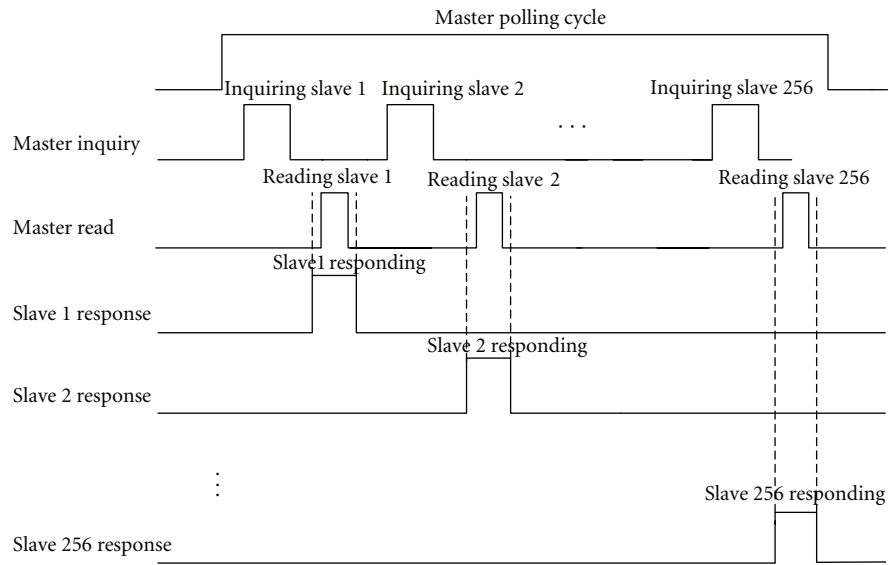 Master polling cycle
Inquiring slave 1 Inquiring slave 2 Inquiring slave 256
Master inquiry ...
Reading slave 1 Reading slave 2 Reading slave 256
Master read
Slave1 responding
Slave 1 response
Slave 2 responding
Slave 2 response
...
Slave 256 responding
Slave 256 response